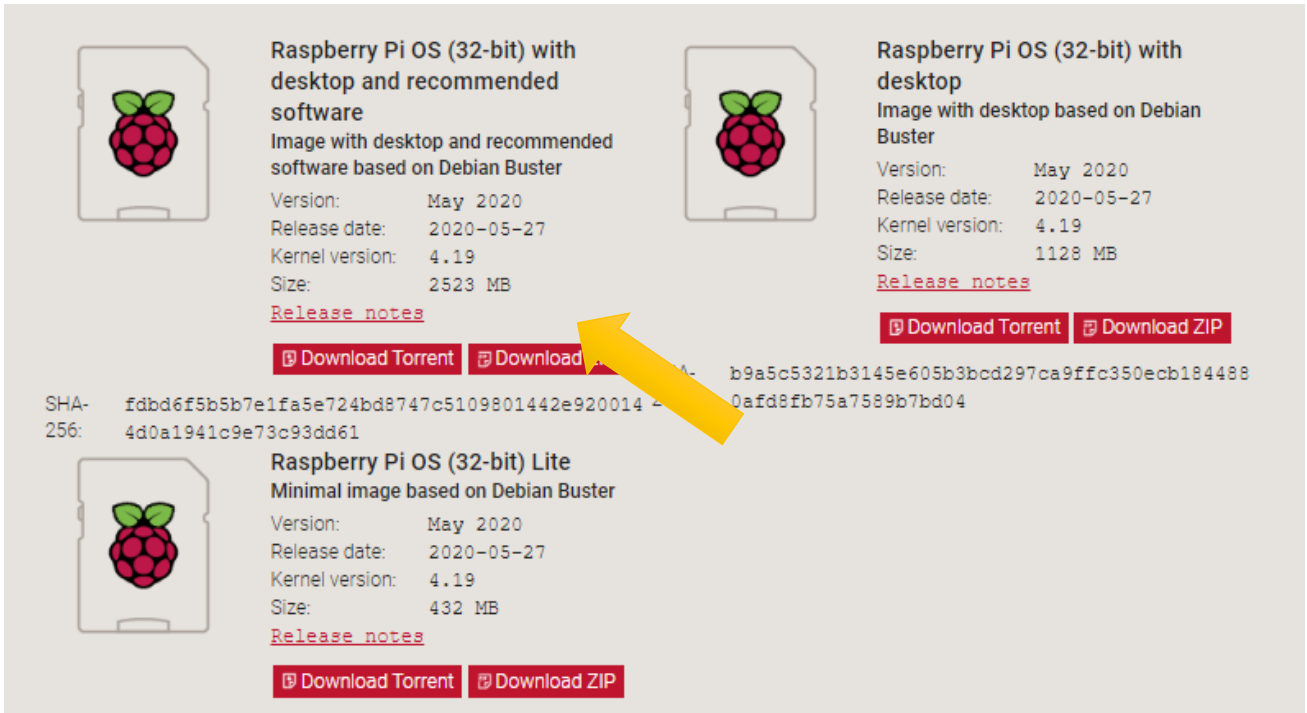 Raspberry Pi OS (32-bit) with
desktop and recommended
software
Image with desktop and recommended
software based on Debian Buster
Version: May 2020
Release date: 2020-05-27
Kernel version: 4.19
Size: 2523 MB
Release notes
Download Torrent Download
SHA- fdbd6f5b5b7e1fa5e724bd8747c5109801442e920014
256: 4d0a1941c9e73c93dd61
Raspberry Pi OS (32-bit) with
desktop
Image with desktop based on Debian
Buster
Version: May 2020
Release date: 2020-05-27
Kernel version: 4.19
Size: 1128 MB
Release notes
Download Torrent Download ZIP
b9a5c5321b3145e605b3bcd297ca9ffc350ecb184488
0afd8fb75a7589b7bd04
Raspberry Pi OS (32-bit) Lite
Minimal image based on Debian Buster
Version: May 2020
Release date: 2020-05-27
Kernel version: 4.19
Size: 432 MB
Release notes
Download Torrent Download ZIP